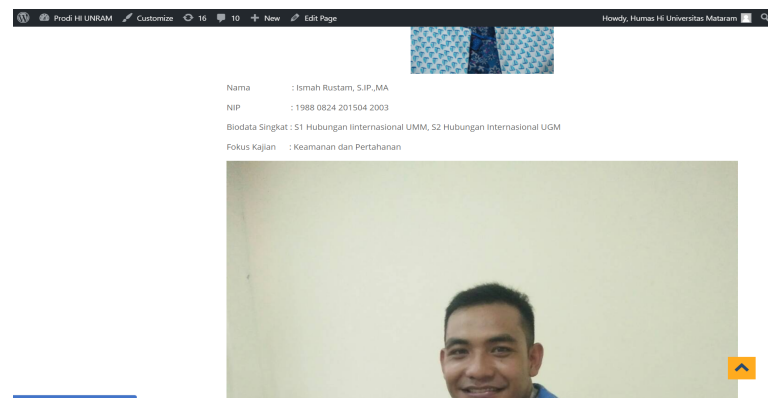 Prodi HI UNRAM Customize 16 10 New Edit Page Howdy, Humas Hi Universitas Mataram
Nama : Ismah Rustam, S.IP.,MA
NIP : 1988 0824 201504 2003
Biodata Singkat : S1 Hubungan IInternasional UMM, S2 Hubungan Internasional UGM
Fokus Kajian : Keamanan dan Pertahanan